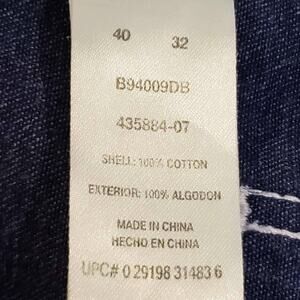 40 32
B94009DB
435884-07
SHELL: 100% COTTON
EXTERIOR: 100% ALGODON
MADE IN CHINA
HECHO EN CHINA
UPC# 0 29198 31483 6